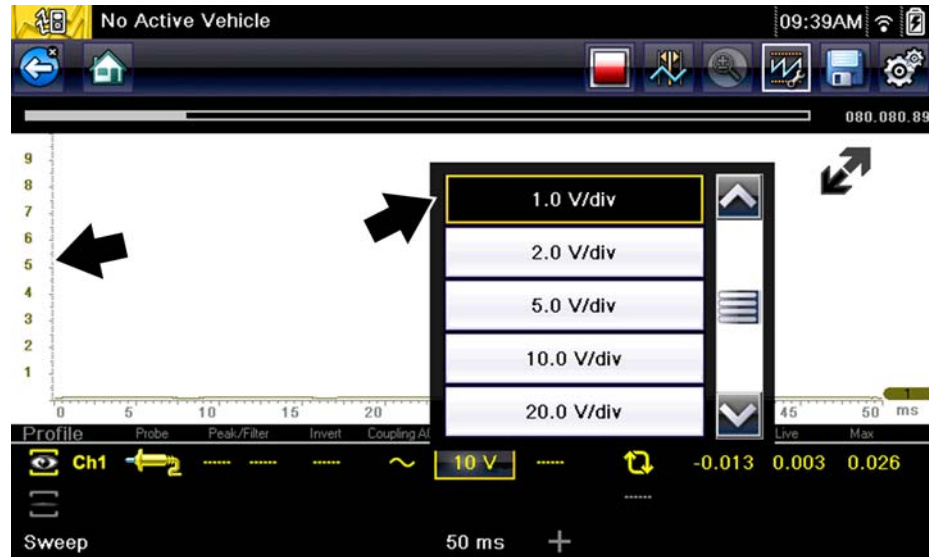 No Active Vehicle 09:39AM
080.080.89
9
8
7
6
5
4
3
2
1
1.0 V/div
2.0 V/div
5.0 V/div
10.0 V/div
20.0 V/div
0 5 10 15 20 45 50 ms
1
Profile Probe Peak/Filter Invert Coupling Live Max
Ch1 ----- ----- ----- 10 V ----- -0.013 0.003 0.026
-----
Sweep 50 ms +